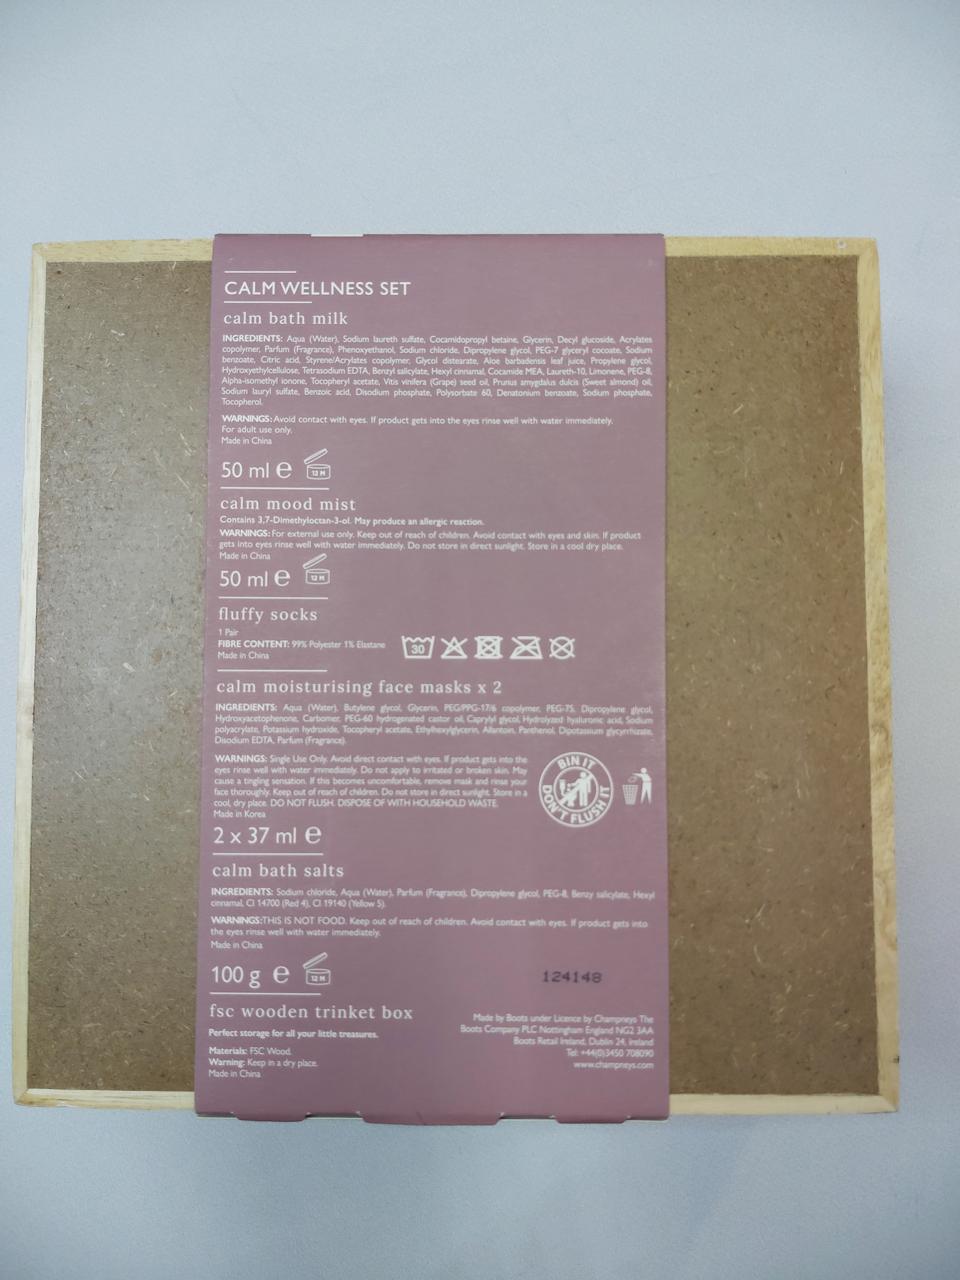 CALM WELLNESS SET
calm bath milk
INGREDIENTS: Aqua (Water), Sodium laureth sulfate, Cocamidopropyl betaine, Glycerin, Decyl glucoside, Acrylates
copolymer, Parfum (Fragrance), Phenoxyethanol, Sodium chloride, Dipropylene glycol, PEG-7 glyceryl cocoate, Sodium
benzoate, Citric acid, Styrene/Acrylates copolymer, Glycol distearate, Aloe barbadensis leaf juice, Propylene glycol,
Hydroxyethylcellulose, Tetrasodium EDTA, Benzyl salicylate, Hexyl cinnamal, Cocamide MEA, Laureth-10, Limonene, PEG-8,
Alpha-isomethyl ionone, Tocopheryl acetate, Vitis vinifera (Grape) seed oil, Prunus amygdalus dulcis (Sweet almond) oil,
Sodium lauryl sulfate, Benzoic acid, Disodium phosphate, Polysorbate 60, Denatonium benzoate, Sodium phosphate,
Tocopherol.
WARNINGS: Avoid contact with eyes. If product gets into the eyes rinse well with water immediately.
For adult use only.
Made in China
50 ml e 12 M
calm mood mist
Contains 3,7-Dimethyloctan-3-ol. May produce an allergic reaction.
WARNINGS: For external use only. Keep out of reach of children. Avoid contact with eyes and skin. If product
gets into eyes rinse well with water immediately. Do not store in direct sunlight. Store in a cool dry place.
Made in China
50 ml e 12 M
fluffy socks
1 Pair
FIBRE CONTENT: 99% Polyester 1% Elastane
Made in China
30
calm moisturising face masks x 2
INGREDIENTS: Aqua (Water), Butylene glycol, Glycerin, PEG/PPG-17/6 copolymer, PEG-75, Dipropylene glycol,
Hydroxyacetophenone, Carbomer, PEG-60 hydrogenated castor oil, Caprylyl glycol, Hydrolyzed hyaluronic acid, Sodium
polyacrylate, Potassium hydroxide, Tocopheryl acetate, Ethylhexylglycerin, Allantoin, Panthenol, Dipotassium glycyrrhizate,
Disodium EDTA, Parfum (Fragrance).
WARNINGS: Single Use Only. Avoid direct contact with eyes. If product gets into the
eyes rinse well with water immediately. Do not apply to irritated or broken skin. May
cause a tingling sensation. If this becomes uncomfortable, remove mask and rinse your
face thoroughly. Keep out of reach of children. Do not store in direct sunlight. Store in a
cool, dry place. DO NOT FLUSH. DISPOSE OF WITH HOUSEHOLD WASTE.
Made in Korea
BIN IT
DON'T FLUSH IT
2 x 37 ml e
calm bath salts
INGREDIENTS: Sodium chloride, Aqua (Water), Parfum (Fragrance), Dipropylene glycol, PEG-8, Benzy salicylate, Hexyl
cinnamal, CI 14700 (Red 4), CI 19140 (Yellow 5).
WARNINGS:THIS IS NOT FOOD. Keep out of reach of children. Avoid contact with eyes. If product gets into
the eyes rinse well with water immediately.
Made in China
100 g e 12 M
124148
fsc wooden trinket box
Perfect storage for all your little treasures.
Materials: FSC Wood.
Warning: Keep in a dry place.
Made in China
Made by Boots under Licence by Champneys The
Boots Company PLC Nottingham England NG2 3AA
Boots Retail Ireland, Dublin 24, Ireland
Tel: +44(0)3450 708090
www.champneys.com